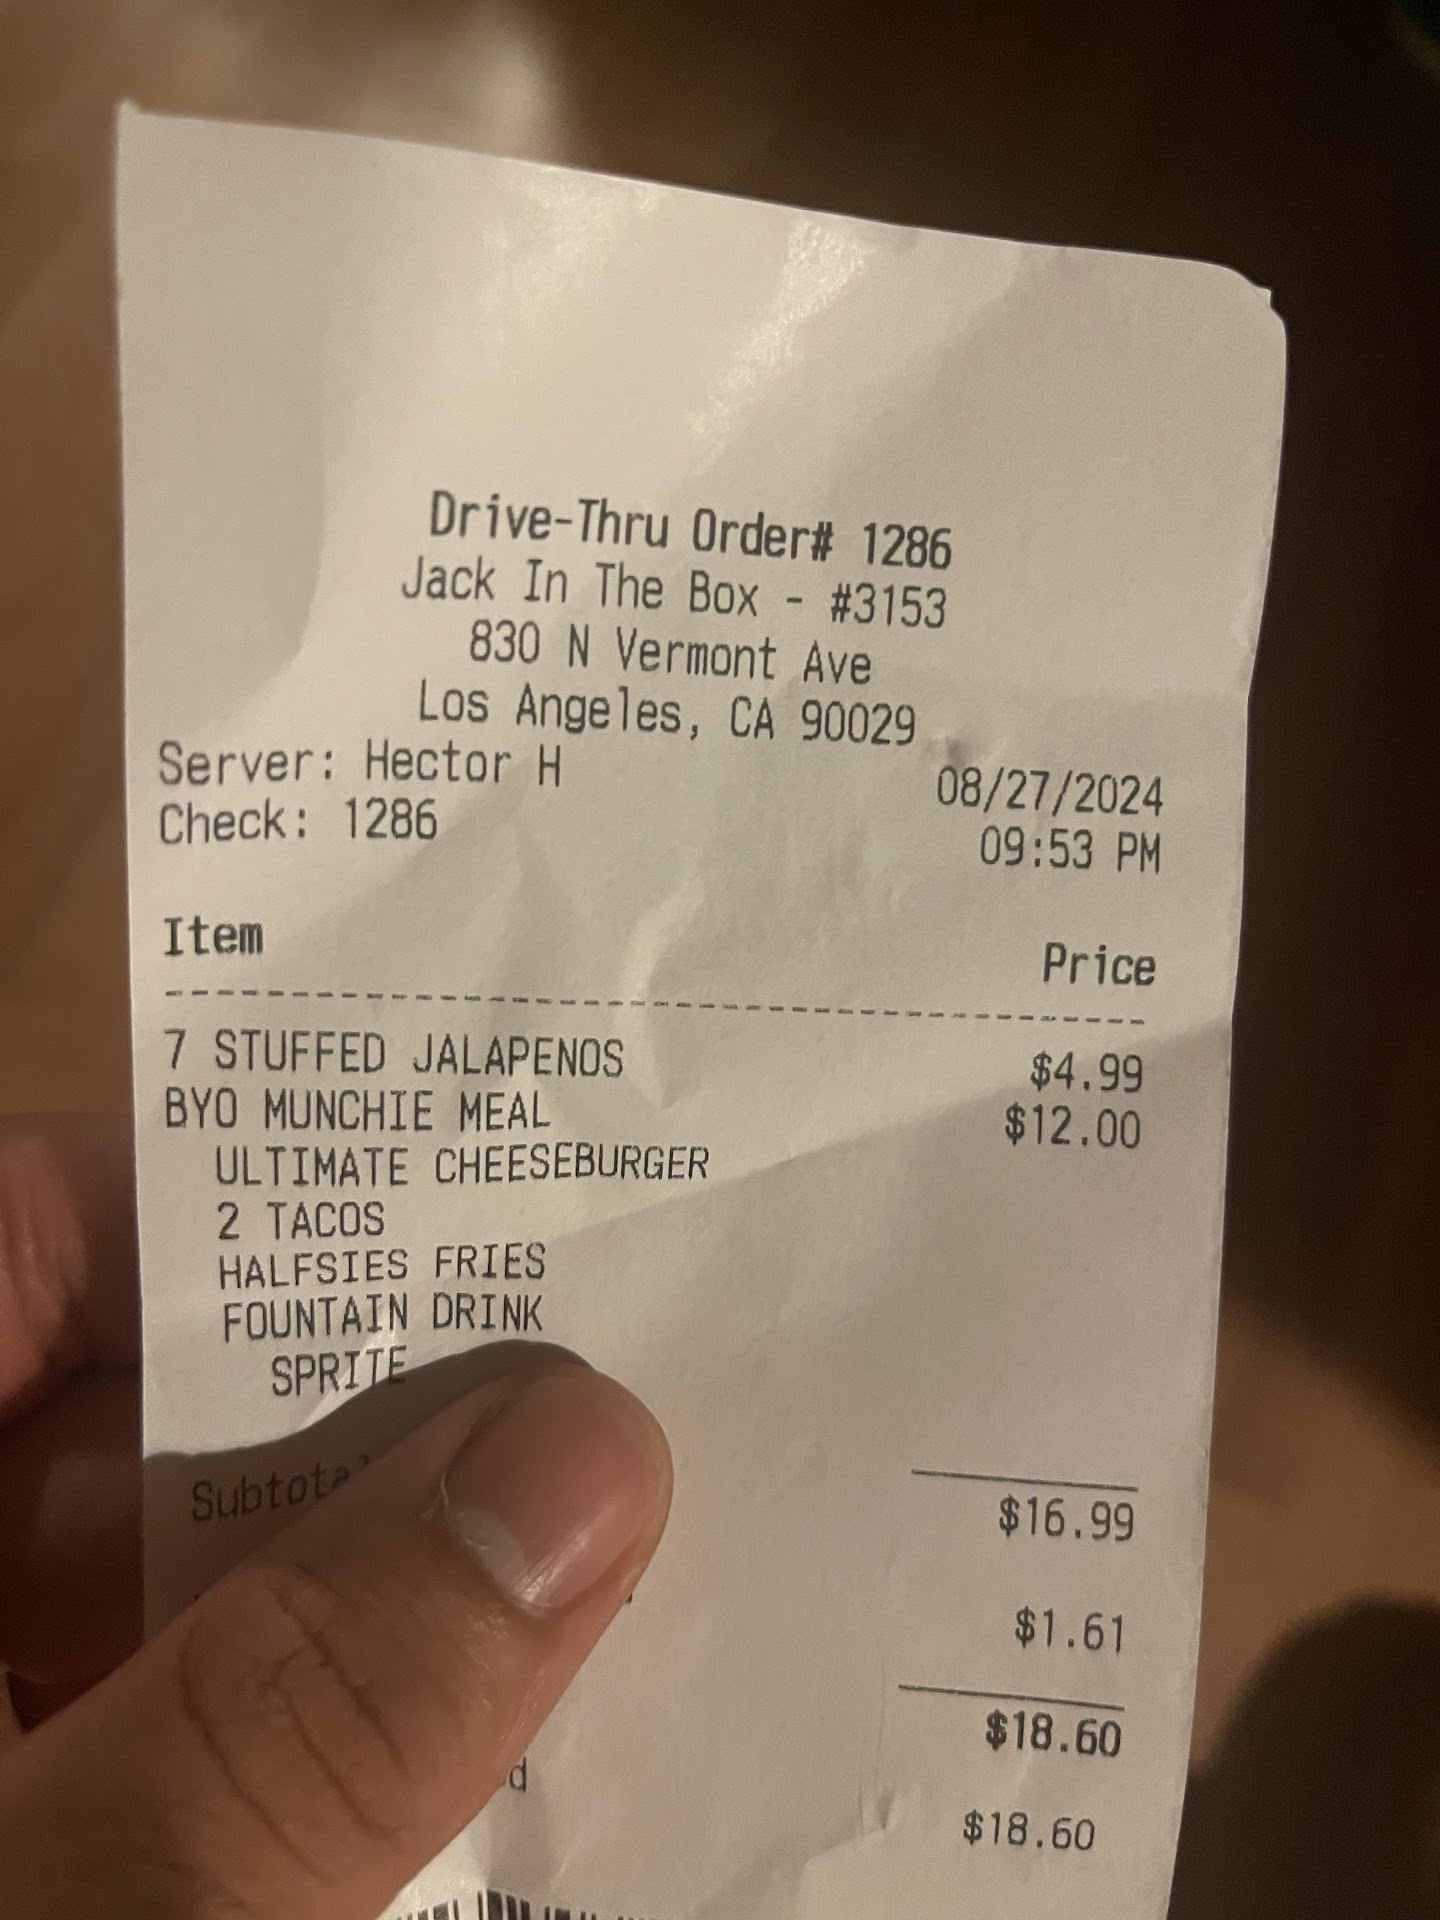 Drive-Thru Order# 1286
Jack In The Box - #3153
830 N Vermont Ave
Los Angeles, CA 90029
Server: Hector H
08/27/2024
Check: 1286
09:53 PM
Item Price
7 STUFFED JALAPENOS $4.99
BYO MUNCHIE MEAL $12.00
ULTIMATE CHEESEBURGER
2 TACOS
HALFSIES FRIES
FOUNTAIN DRINK
SPRITE
Subtotal $16.99
$1.61
$18.60
$18.60